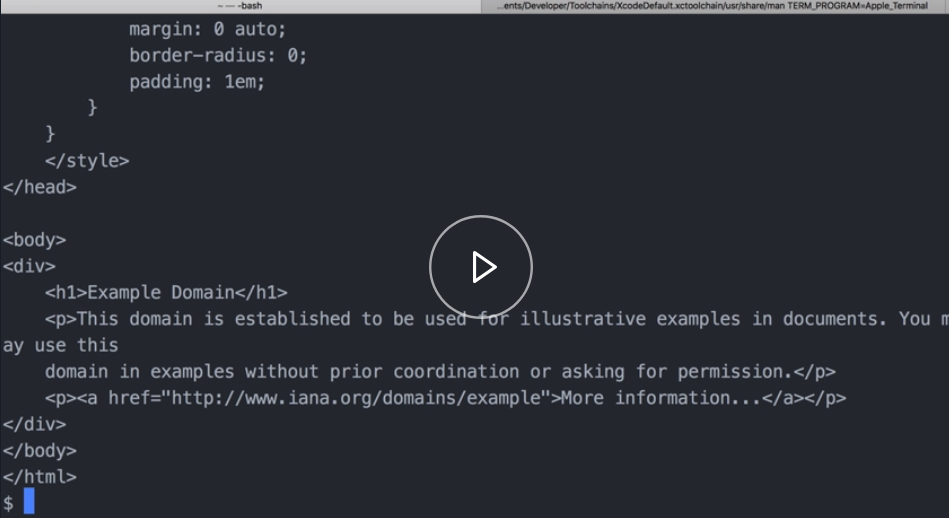 ~ — -bash
...ents/Developer/Toolchains/XcodeDefault.xctoolchain/usr/share/man TERM_PROGRAM=Apple_Terminal
            margin: 0 auto;
            border-radius: 0;
            padding: 1em;
        }
    }
    </style>
</head>
<body>
<div>
    <h1>Example Domain</h1>
    <p>This domain is established to be used for illustrative examples in documents. You m
ay use this
    domain in examples without prior coordination or asking for permission.</p>
    <p><a href="http://www.iana.org/domains/example">More information...</a></p>
</div>
</body>
</html>
$